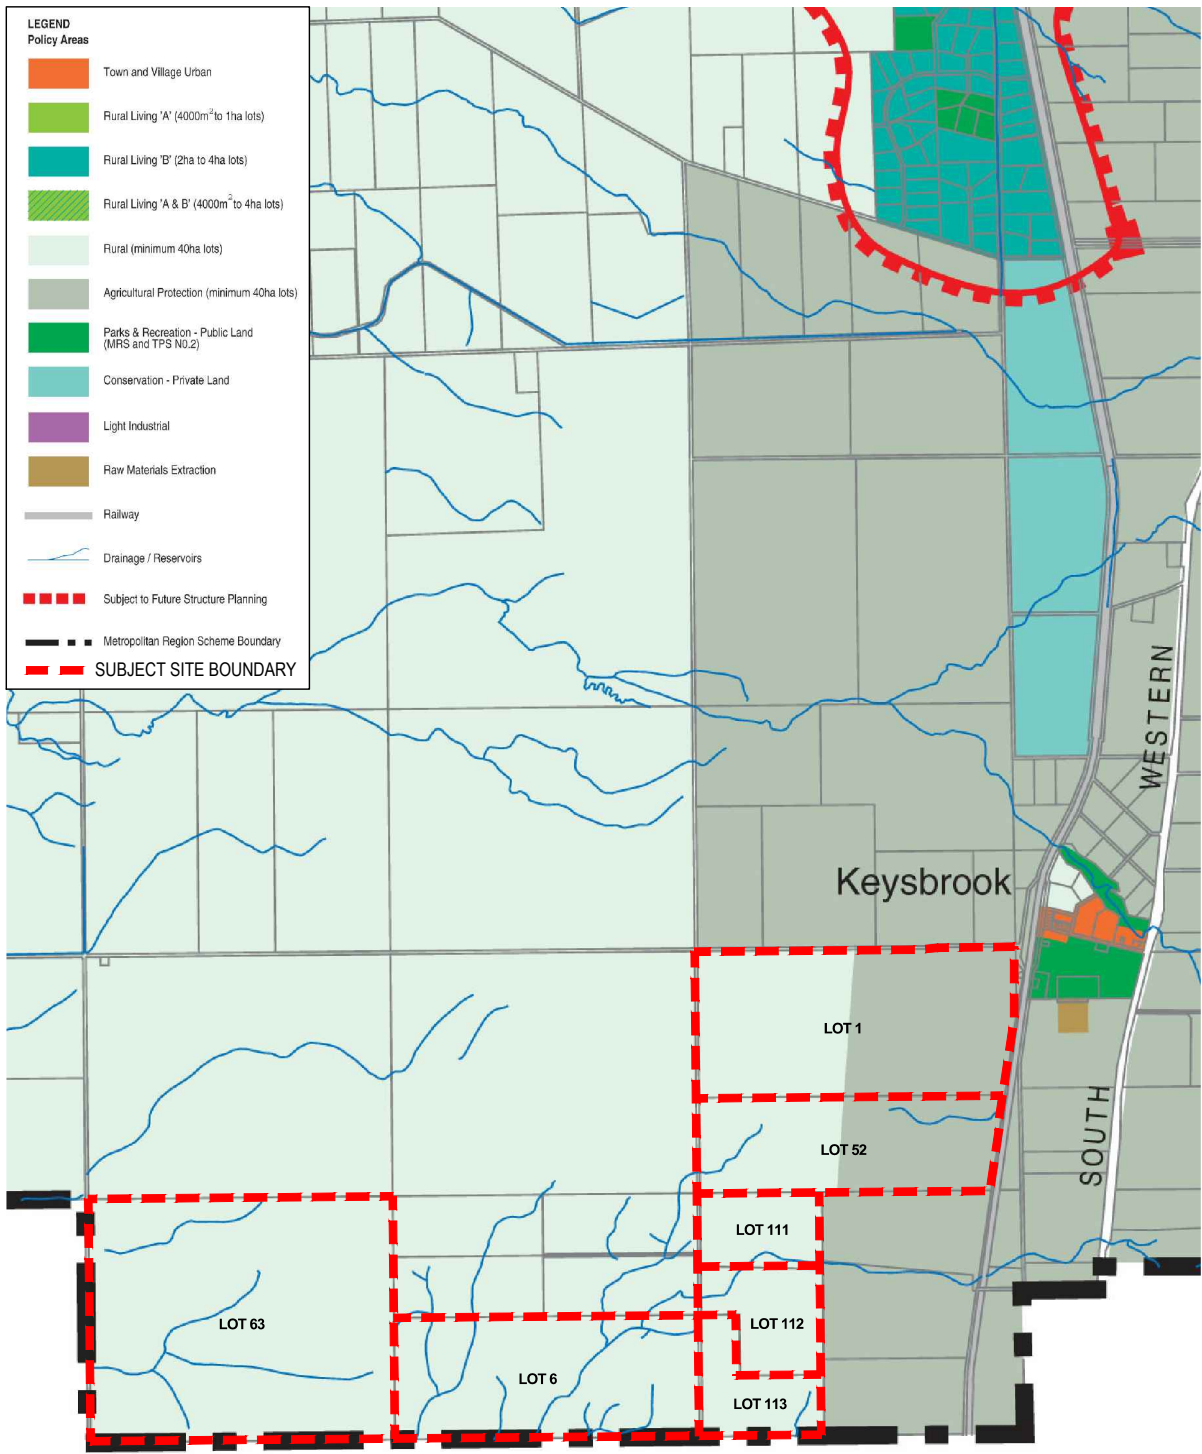 LEGEND
Policy Areas
Town and Village Urban
Rural Living 'A' (4000m² to 1ha lots)
Rural Living 'B' (2ha to 4ha lots)
Rural Living 'A & B' (4000m² to 4ha lots)
Rural (minimum 40ha lots)
Agricultural Protection (minimum 40ha lots)
Parks & Recreation - Public Land
(MRS and TPS N0.2)
Conservation - Private Land
Light Industrial
Raw Materials Extraction
Railway
Drainage / Reservoirs
Subject to Future Structure Planning
Metropolitan Region Scheme Boundary
SUBJECT SITE BOUNDARY
WESTERN
Keysbrook
LOT 1
SOUTH
LOT 52
LOT 111
LOT 63
LOT 112
LOT 6
LOT 113